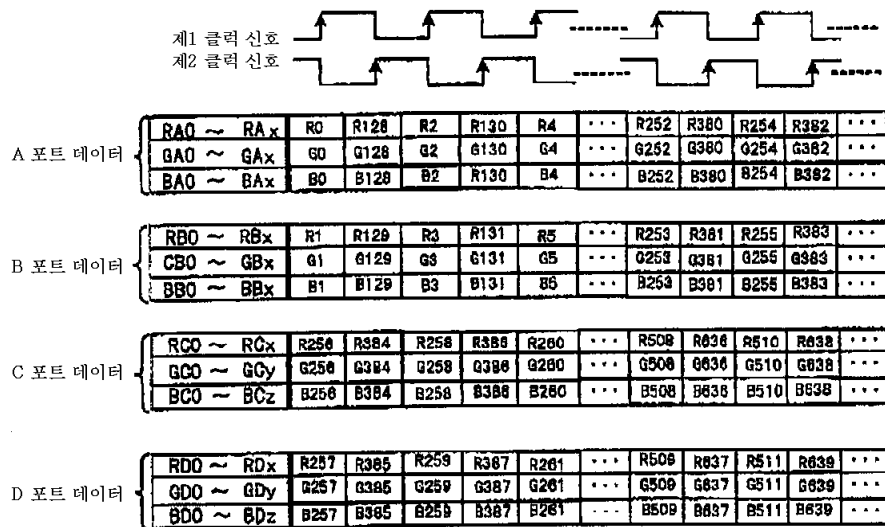 제1 클럭 신호
제2 클럭 신호
A 포트 데이터
RA0 ~ RAx R0 R128 R2 R130 R4 ··· R252 R380 R254 R382 ···
GA0 ~ GAx G0 G128 G2 G130 G4 ··· G252 G380 G254 G382 ···
BA0 ~ BAx B0 B128 B2 R130 B4 ··· B252 B380 B254 B382 ···
B 포트 데이터
RB0 ~ RBx R1 R129 R3 R131 R5 ··· R253 R381 R255 R383 ···
CB0 ~ GBx G1 G129 G3 G131 G5 ··· G253 G381 G255 G383 ···
BB0 ~ BBx B1 B129 B3 B131 B5 ··· B253 B381 B255 B383 ···
C 포트 데이터
RC0 ~ RCx R256 R384 R258 R386 R260 ··· R508 R636 R510 R638 ···
GC0 ~ GCy G256 G384 G258 G386 G260 ··· G508 G636 G510 G638 ···
BC0 ~ BCz B256 B384 B258 B386 B260 ··· B508 B636 B510 B638 ···
D 포트 데이터
RD0 ~ RDx R257 R385 R259 R387 R261 ··· R509 R637 R511 R639 ···
GD0 ~ GDy G257 G385 G259 G387 G261 ··· G509 G637 G511 G639 ···
BD0 ~ BDz B257 B385 B259 B387 B261 ··· B509 B637 B511 B639 ···